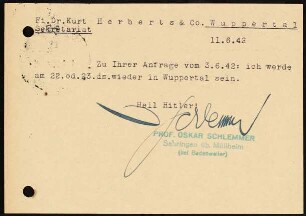 Fa.Dr.Kurt Herberts & Co. Wuppertal
Sekretariat
11.6.42
Zu Ihrer Anfrage vom 3.6.42: ich werde
am 22.od.23.ds.wieder in Wuppertal sein.
Heil Hitler!
Schlemmer
PROF. OSKAR SCHLEMMER
Sehringen üb. Müllheim
(bei Badenweiler)